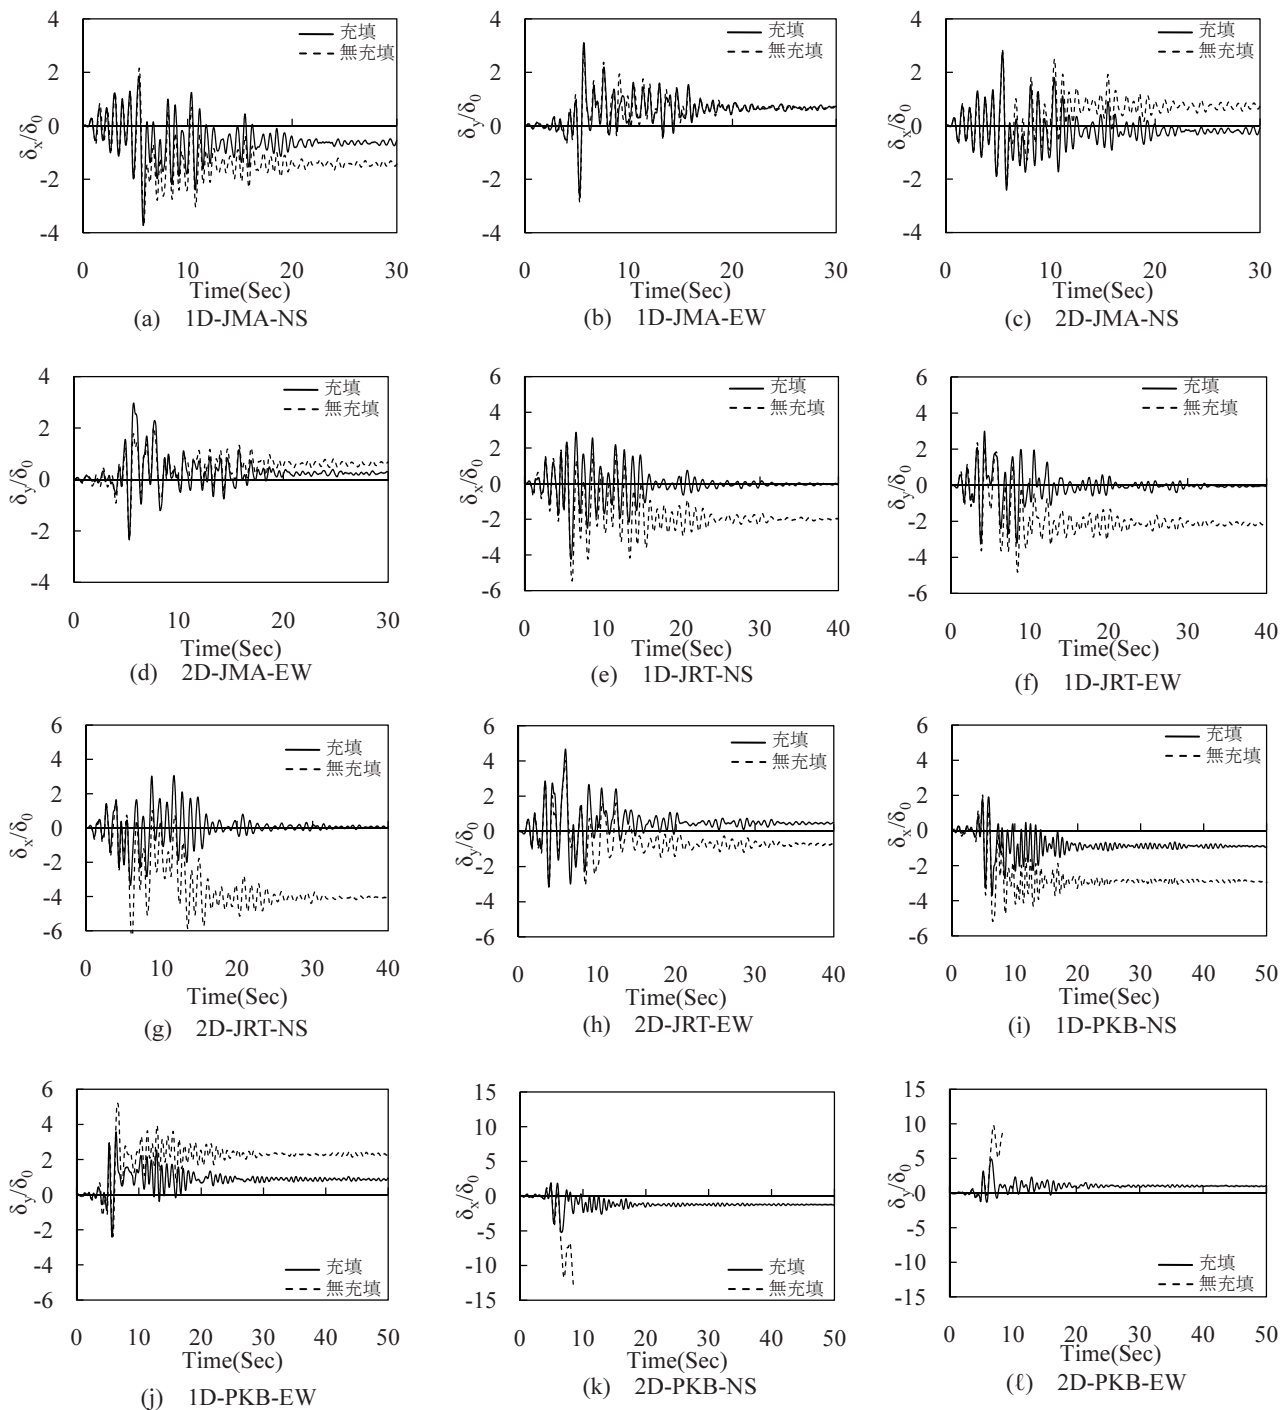 4
2
0
-2
-4
δx/δ0
充填
無充填
0 10 20 30
Time(Sec)
(a) 1D-JMA-NS
4
2
0
-2
-4
δy/δ0
充填
無充填
0 10 20 30
Time(Sec)
(b) 1D-JMA-EW
4
2
0
-2
-4
δx/δ0
充填
無充填
0 10 20 30
Time(Sec)
(c) 2D-JMA-NS
4
2
0
-2
-4
δy/δ0
充填
無充填
0 10 20 30
Time(Sec)
(d) 2D-JMA-EW
6
4
2
0
-2
-4
-6
δx/δ0
充填
無充填
0 10 20 30 40
Time(Sec)
(e) 1D-JRT-NS
6
4
2
0
-2
-4
-6
δy/δ0
充填
無充填
0 10 20 30 40
Time(Sec)
(f) 1D-JRT-EW
6
4
2
0
-2
-4
-6
δx/δ0
充填
無充填
0 10 20 30 40
Time(Sec)
(g) 2D-JRT-NS
6
4
2
0
-2
-4
-6
δy/δ0
充填
無充填
0 10 20 30 40
Time(Sec)
(h) 2D-JRT-EW
6
4
2
0
-2
-4
-6
δx/δ0
充填
無充填
0 10 20 30 40 50
Time(Sec)
(i) 1D-PKB-NS
6
4
2
0
-2
-4
-6
δy/δ0
充填
無充填
0 10 20 30 40 50
Time(Sec)
(j) 1D-PKB-EW
15
10
5
0
-5
-10
-15
δx/δ0
充填
無充填
0 10 20 30 40 50
Time(Sec)
(k) 2D-PKB-NS
15
10
5
0
-5
-10
-15
δy/δ0
充填
無充填
0 10 20 30 40 50
Time(Sec)
(ℓ) 2D-PKB-EW